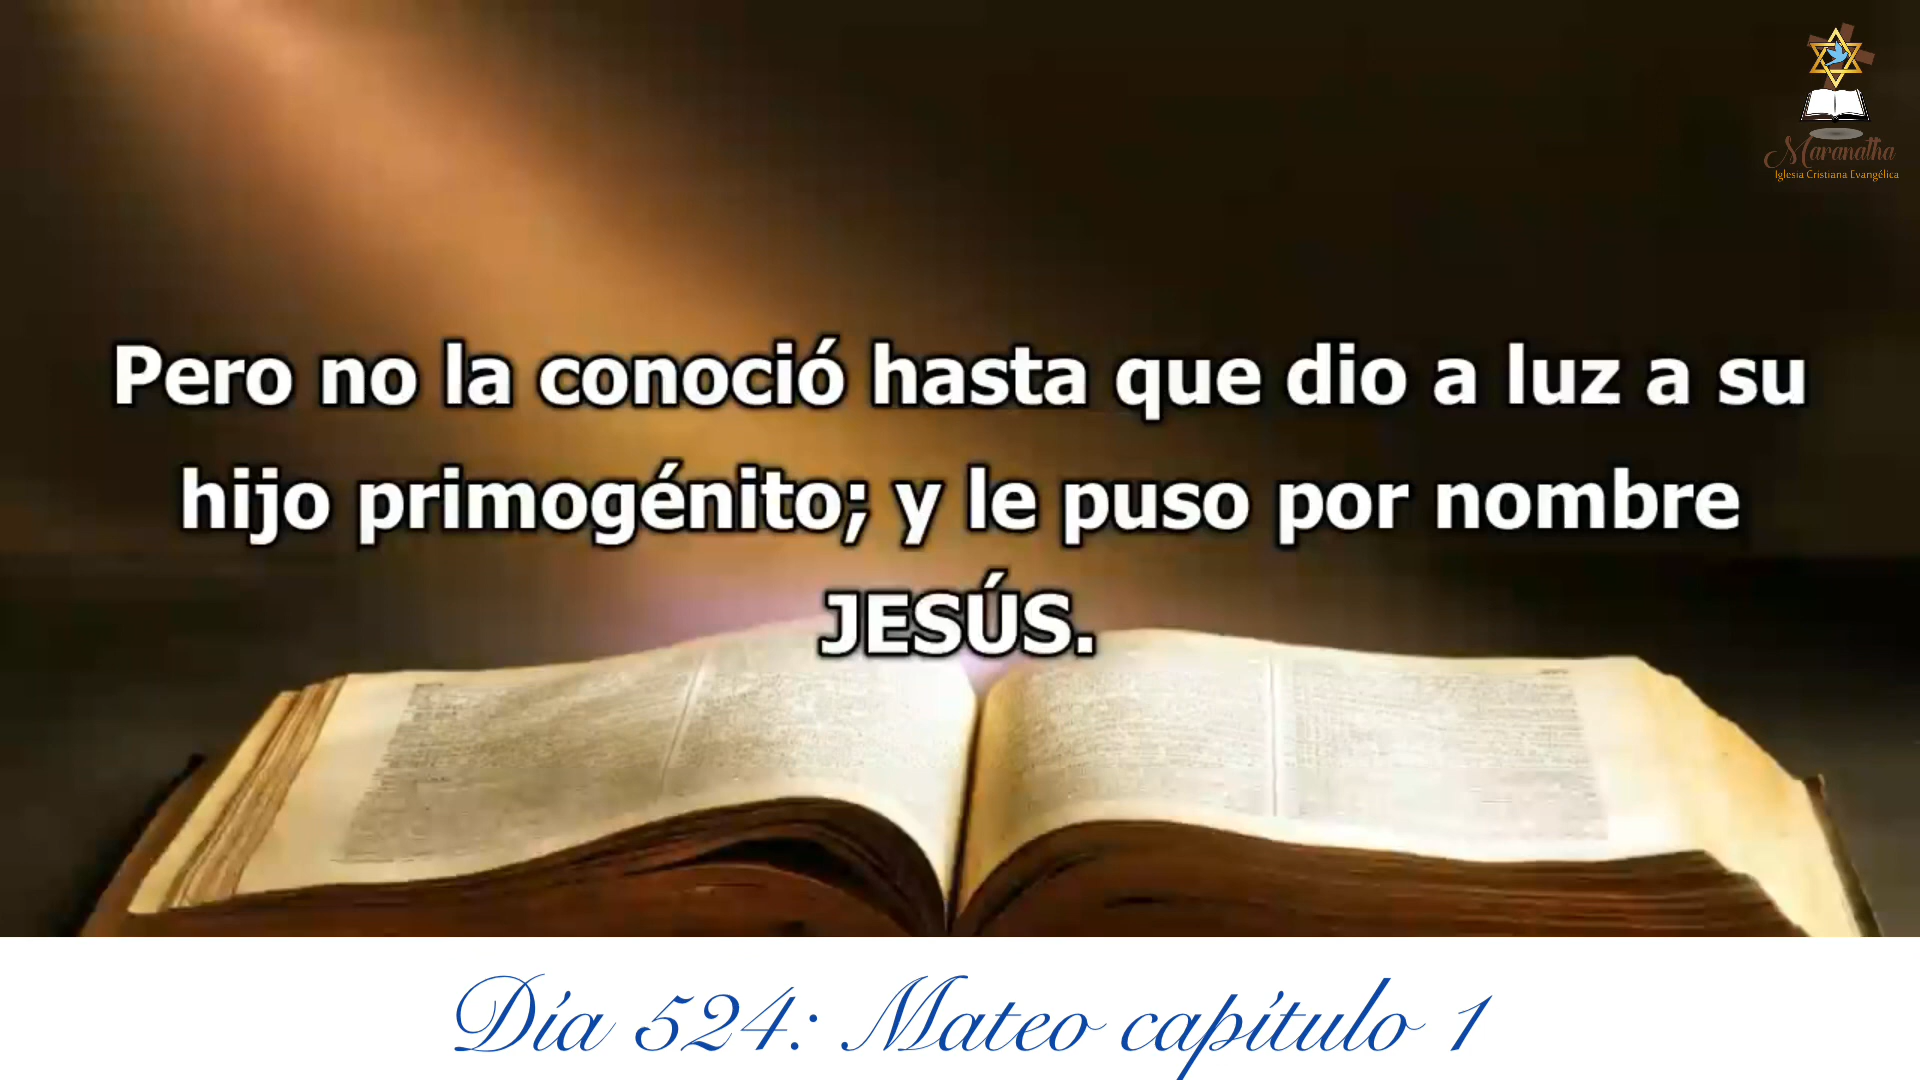 Maranatha
Iglesia Cristiana Evangélica
Pero no la conoció hasta que dio a luz a su
hijo primogénito; y le puso por nombre
JESÚS.
Día 524: Mateo capítulo 1